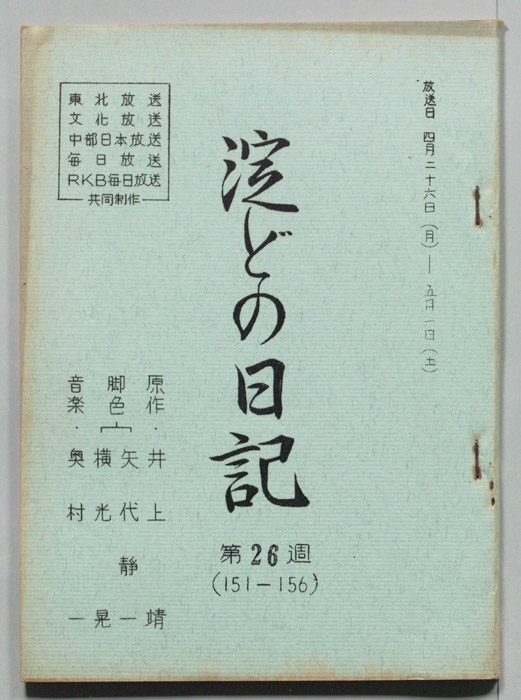 放送日 四月二十六日(月)―五月一日(土)
淀どの日記
第26週
(151―156)
東北放送
文化放送
中部日本放送
毎日放送
RKB毎日放送
共同制作
原作・井上靖
脚色 矢代静一
横光晃
音楽・奥村一